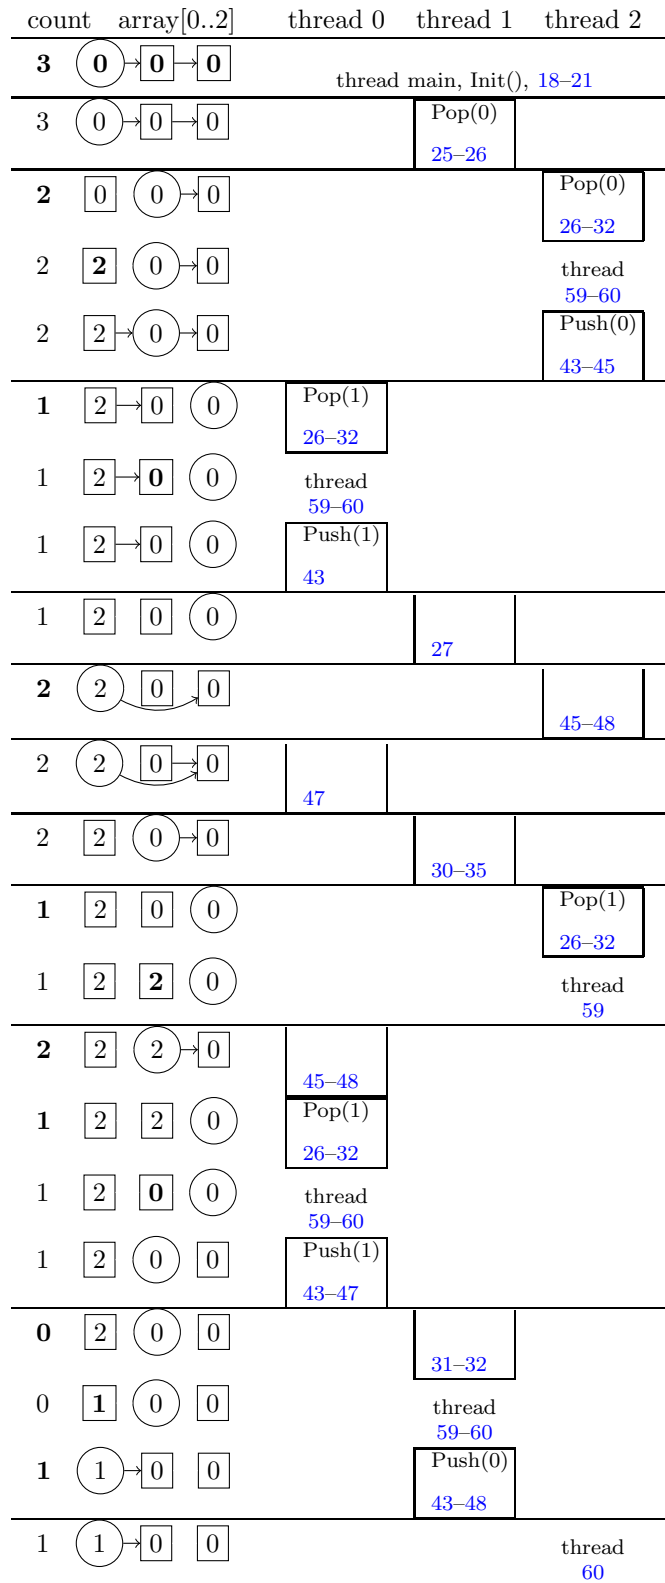 count array[0..2] thread 0 thread 1 thread 2
3 0 0 0
thread main, Init(), 18–21
3 0 0 0 Pop(0)
25–26
2 0 0 0 Pop(0)
26–32
2 2 0 0 thread
59–60
2 2 0 0 Push(0)
43–45
1 2 0 0 Pop(1)
26–32
1 2 0 0 thread
59–60
1 2 0 0 Push(1)
43
1 2 0 0
27
2 2 0 0
45–48
2 2 0 0
47
2 2 0 0
30–35
1 2 0 0 Pop(1)
26–32
1 2 2 0 thread
59
2 2 2 0
45–48
1 2 2 0 Pop(1)
26–32
1 2 0 0 thread
59–60
1 2 0 0 Push(1)
43–47
0 2 0 0
31–32
0 1 0 0 thread
59–60
1 1 0 0 Push(0)
43–48
1 1 0 0 thread
60